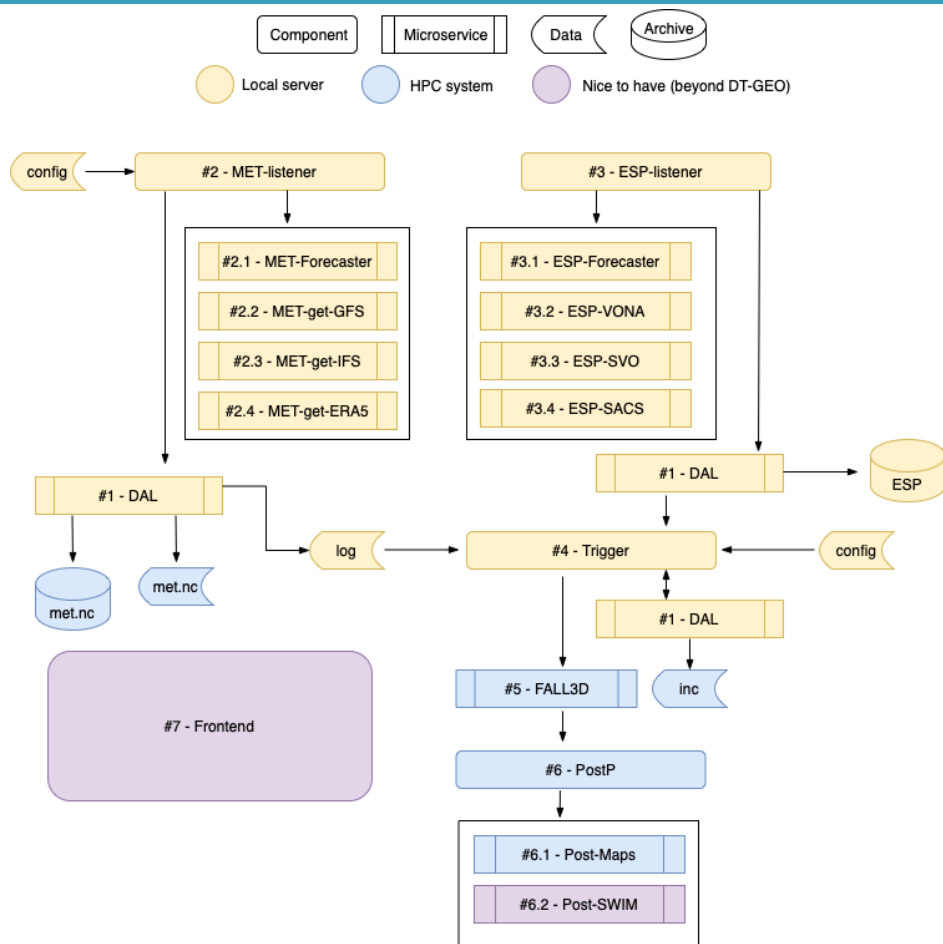 Component
Microservice
Data
Archive
Local server
HPC system
Nice to have (beyond DT-GEO)
config
#2 - MET-listener
#3 - ESP-listener
#2.1 - MET-Forecaster
#2.2 - MET-get-GFS
#2.3 - MET-get-IFS
#2.4 - MET-get-ERA5
#3.1 - ESP-Forecaster
#3.2 - ESP-VONA
#3.3 - ESP-SVO
#3.4 - ESP-SACS
#1 - DAL
ESP
#1 - DAL
log
#4 - Trigger
config
met.nc
met.nc
#1 - DAL
#5 - FALL3D
inc
#7 - Frontend
#6 - PostP
#6.1 - Post-Maps
#6.2 - Post-SWIM